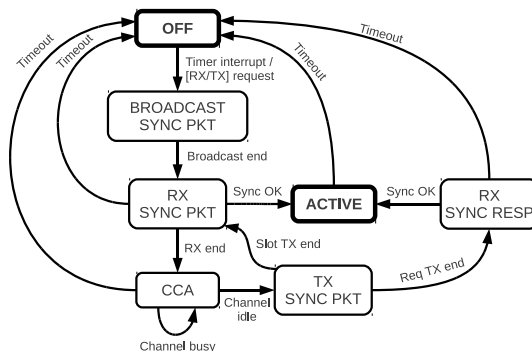 OFF
Timeout
Timeout
Timeout
Timeout
Timer interrupt /
[RX/TX] request
BROADCAST
SYNC PKT
Broadcast end
RX
SYNC PKT
Sync OK
ACTIVE
Sync OK
RX
SYNC RESP
RX end
Slot TX end
CCA
Channel
idle
TX
SYNC PKT
Req TX end
Channel busy